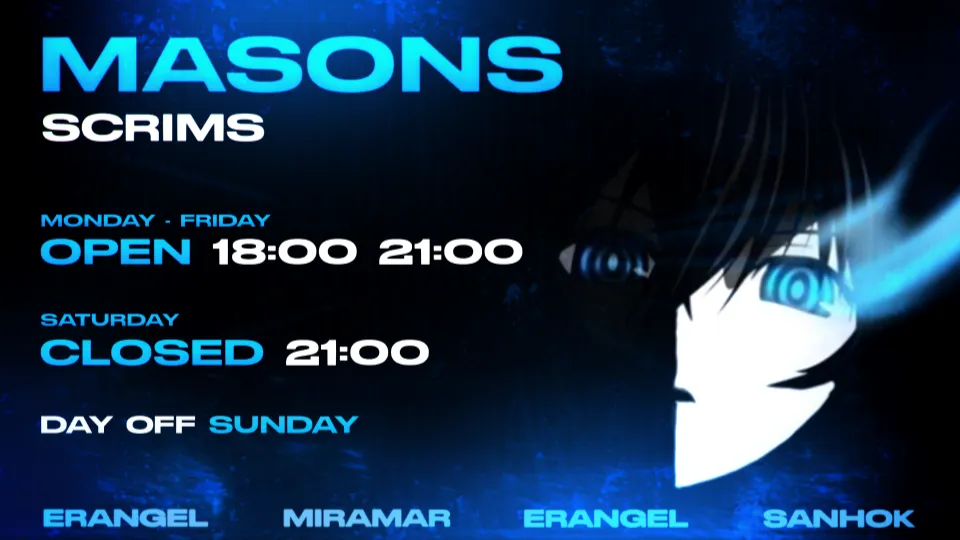 MASONS
SCRIMS
MONDAY - FRIDAY
OPEN 18:00 21:00
SATURDAY
CLOSED 21:00
DAY OFF SUNDAY
ERANGEL MIRAMAR ERANGEL SANHOK